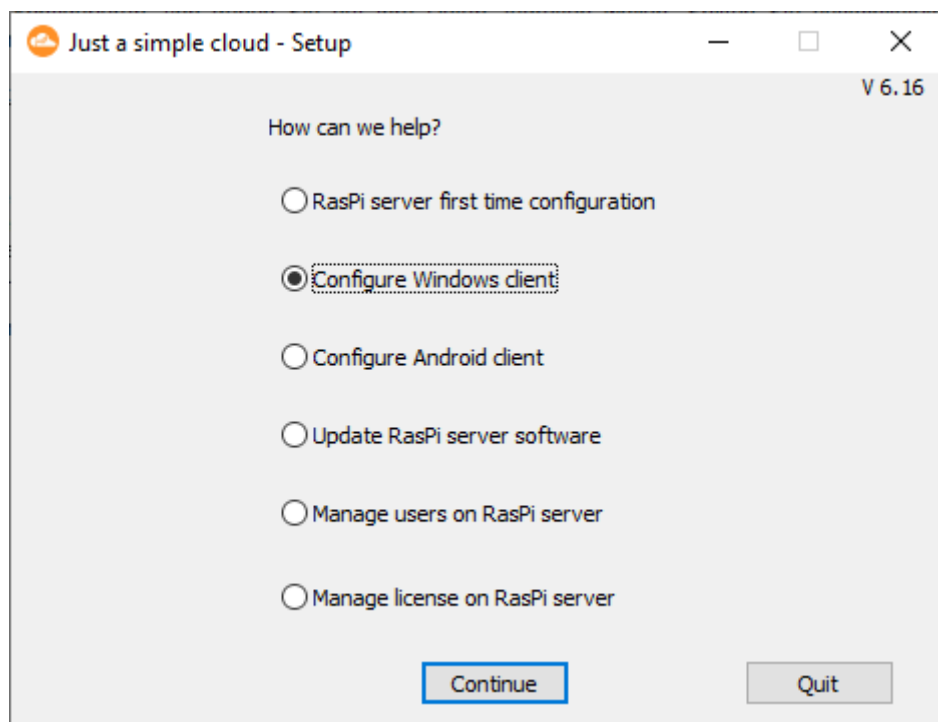 Just a simple cloud - Setup
V 6.16
How can we help?
RasPi server first time configuration
Configure Windows client
Configure Android client
Update RasPi server software
Manage users on RasPi server
Manage license on RasPi server
Continue
Quit